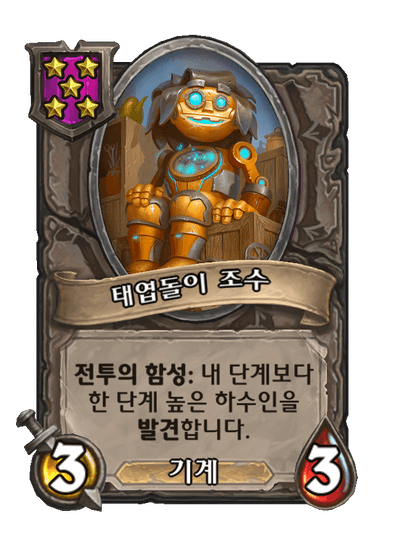 태엽돌이 조수
전투의 함성: 내 단계보다
한 단계 높은 하수인을
발견합니다.
3
기계
3